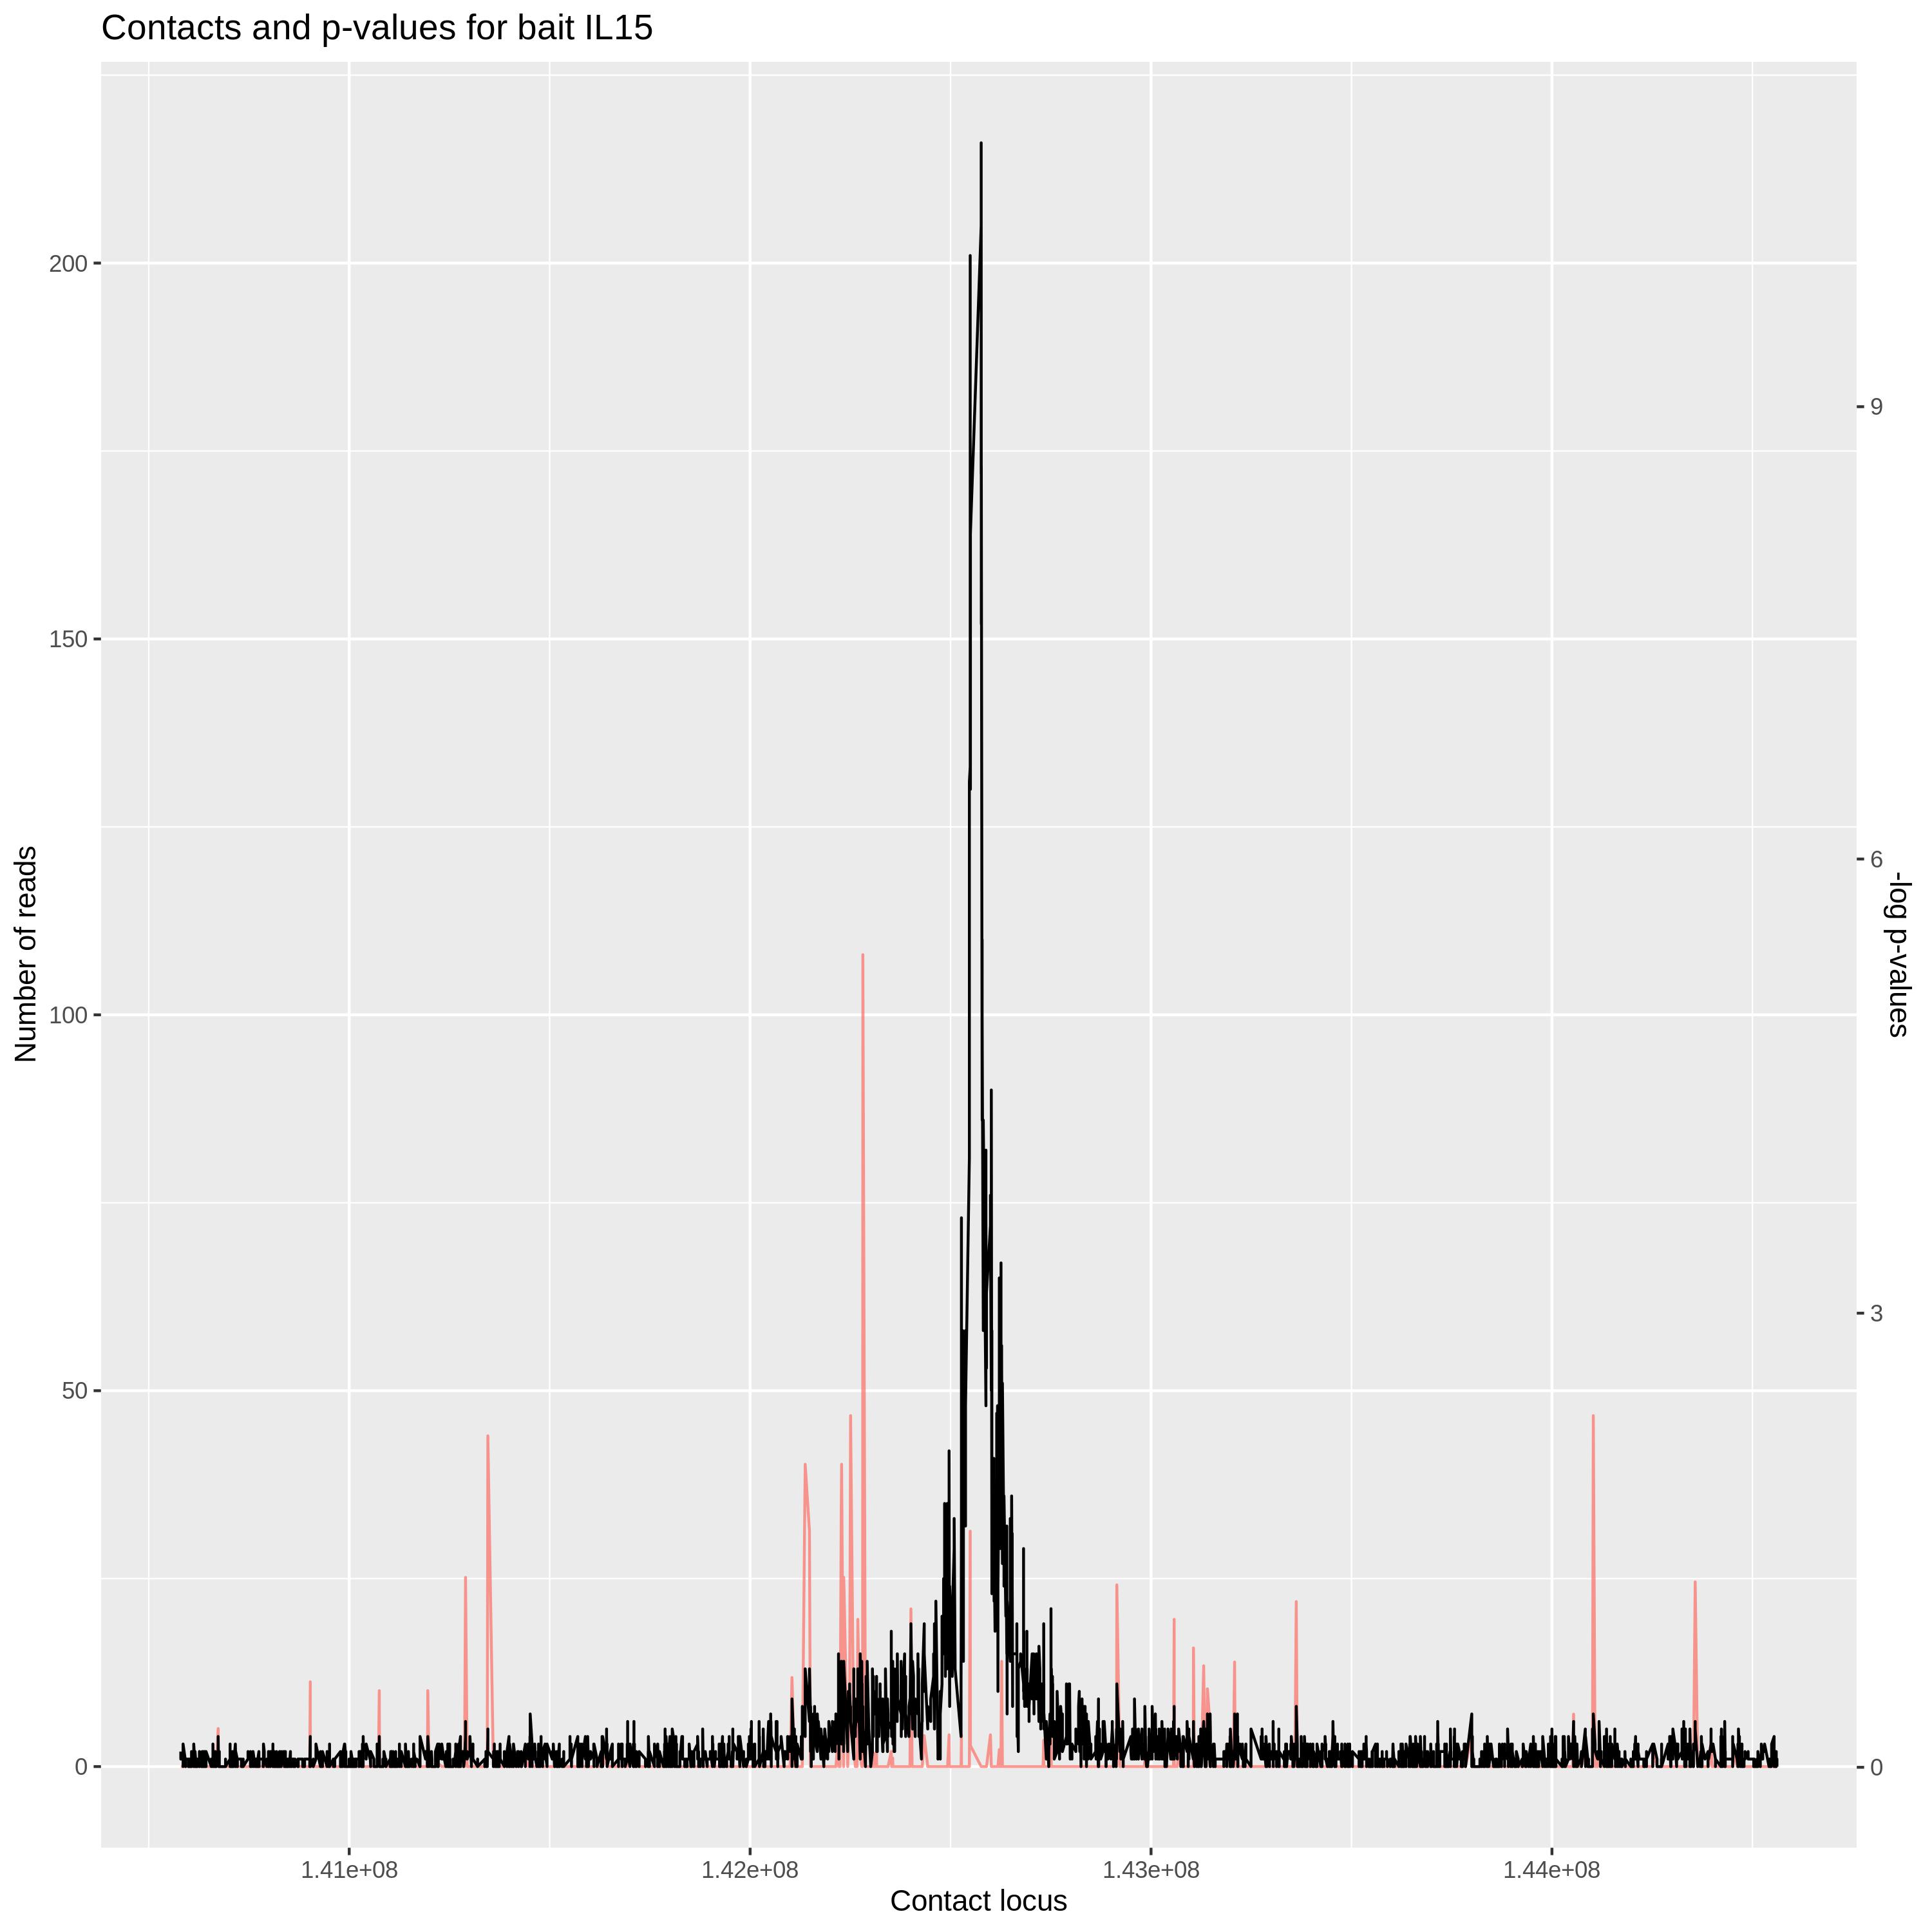 Contacts and p-values for bait IL15
Number of reads
200
150
100
50
0
9
6
3
0
-log p-values
1.41e+08
1.42e+08
1.43e+08
1.44e+08
Contact locus